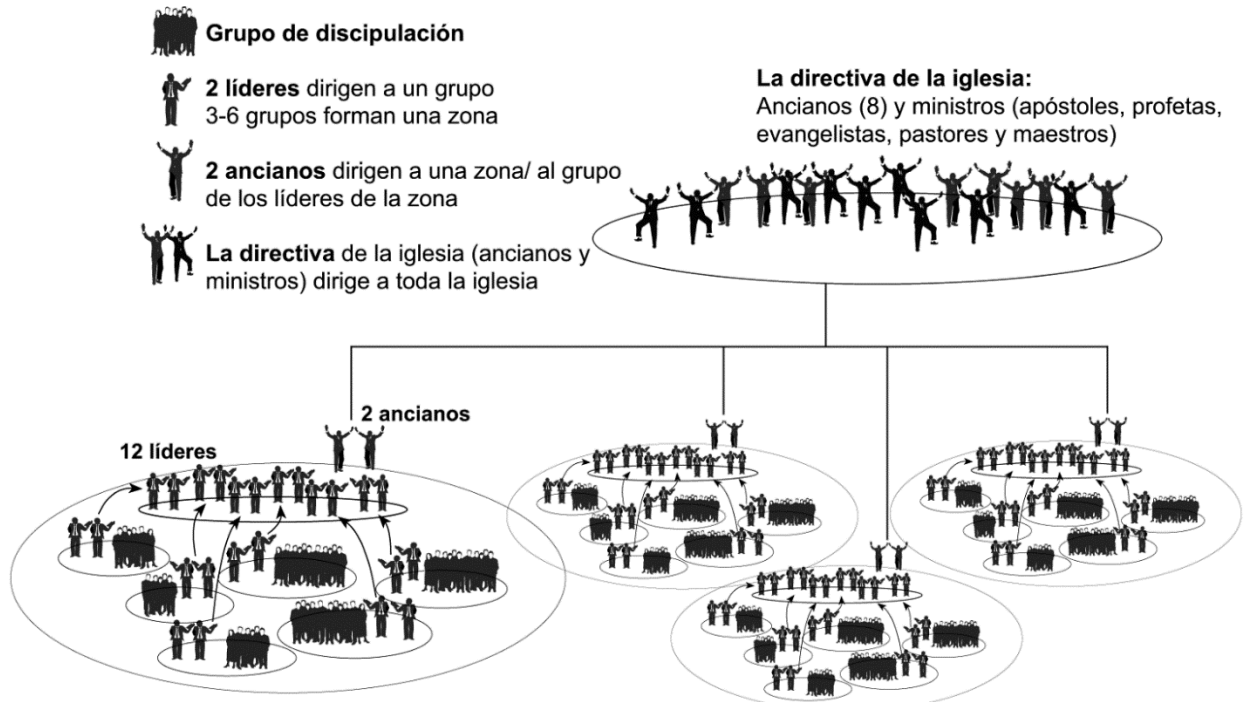 Grupo de discipulación
2 líderes dirigen a un grupo
3-6 grupos forman una zona
2 ancianos dirigen a una zona/ al grupo
de los líderes de la zona
La directiva de la iglesia (ancianos y
ministros) dirige a toda la iglesia
La directiva de la iglesia:
Ancianos (8) y ministros (apóstoles, profetas,
evangelistas, pastores y maestros)
2 ancianos
12 líderes